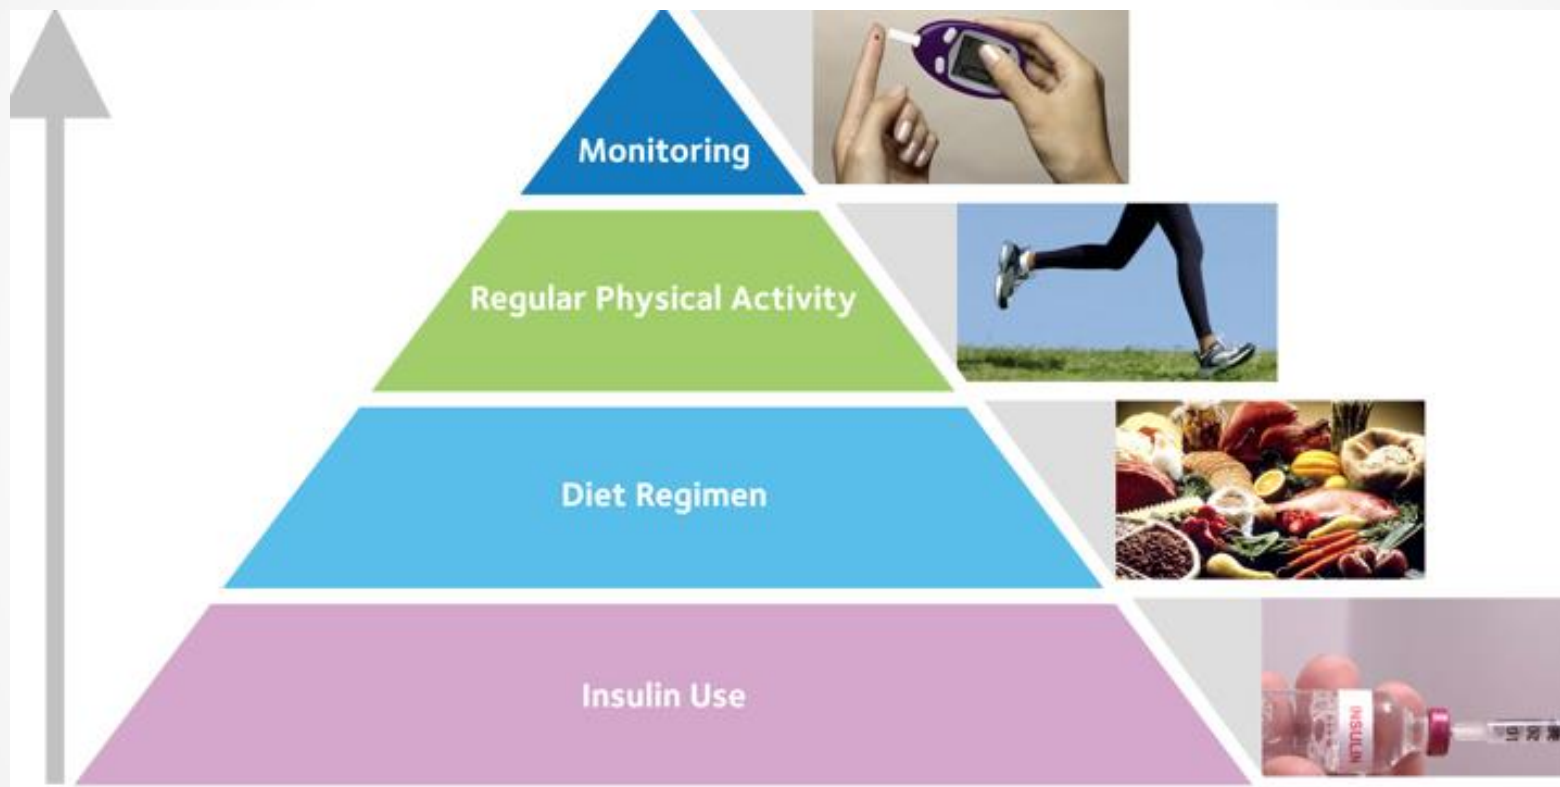 Monitoring
Regular Physical Activity
Diet Regimen
Insulin Use
INSULIN